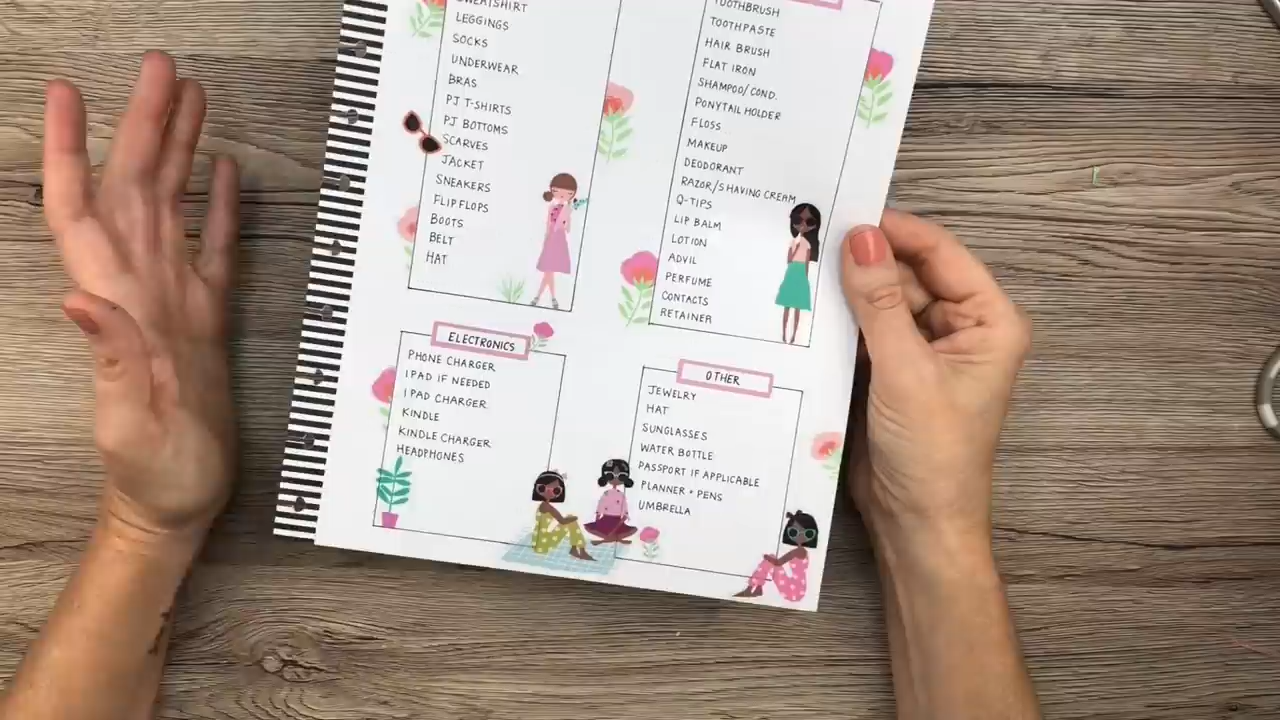 SWEATSHIRT
LEGGINGS
SOCKS
UNDERWEAR
BRAS
PJ T-SHIRTS
PJ BOTTOMS
SCARVES
JACKET
SNEAKERS
FLIP FLOPS
BOOTS
BELT
HAT
TOOTHBRUSH
TOOTHPASTE
HAIR BRUSH
FLAT IRON
SHAMPOO/COND.
PONYTAIL HOLDER
FLOSS
MAKEUP
DEODORANT
RAZOR/SHAVING CREAM
Q-TIPS
LIP BALM
LOTION
ADVIL
PERFUME
CONTACTS
RETAINER
ELECTRONICS
PHONE CHARGER
IPAD IF NEEDED
IPAD CHARGER
KINDLE
KINDLE CHARGER
HEADPHONES
OTHER
JEWELRY
HAT
SUNGLASSES
WATER BOTTLE
PASSPORT IF APPLICABLE
PLANNER + PENS
UMBRELLA